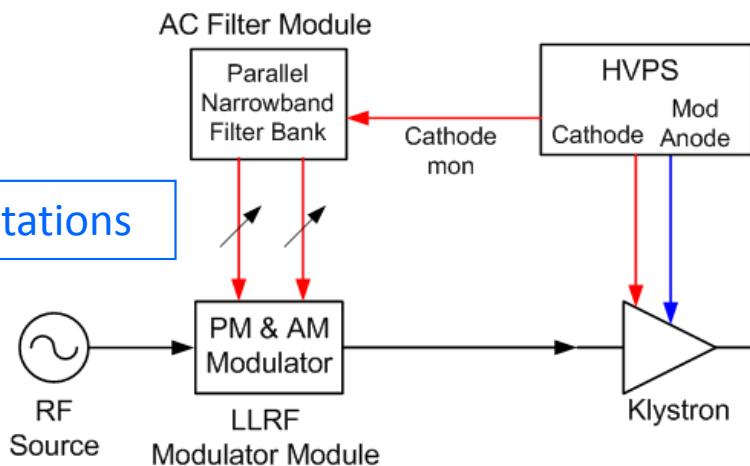 AC Filter Module
Parallel
Narrowband
Filter Bank
HVPS
Mod
Cathode Anode
Cathode
mon
tations
PM & AM
Modulator
RF
Source
LLRF
Modulator Module
Klystron